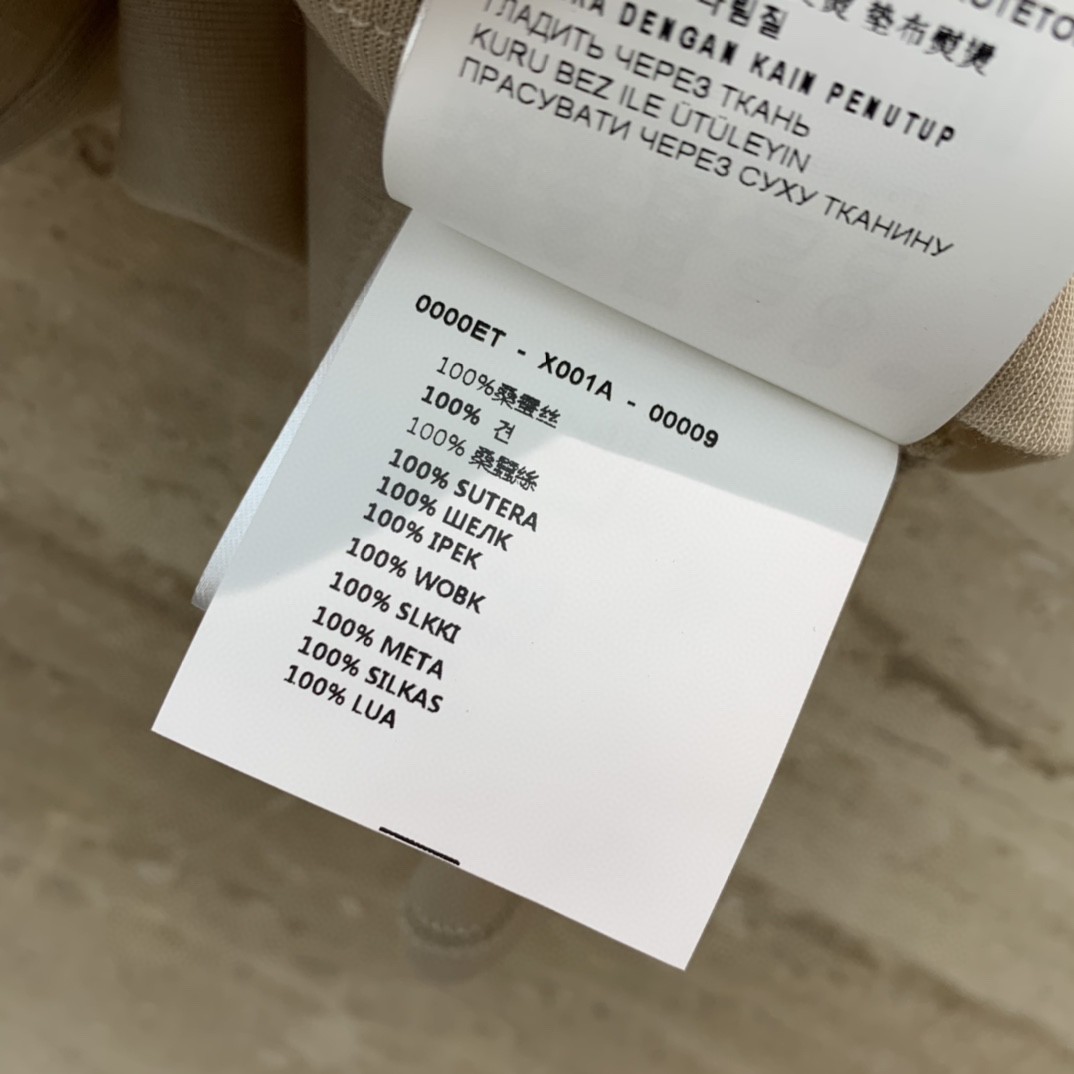 DENGAN KAIN PENUTUP
ГЛАДИТЬ ЧЕРЕЗ ТКАНЬ
KURU BEZ ILE ÜTÜLEYIN
ПРАСУВАТИ ЧЕРЕЗ СУХУ ТКАНИНУ
0000ET - X001A - 00009
100%桑蠶丝
100% 견
100% 桑蠶絲
100% SUTERA
100% ШЕЛК
100% IPEK
100% WOBK
100% SLKKI
100% META
100% SILKAS
100% LUA